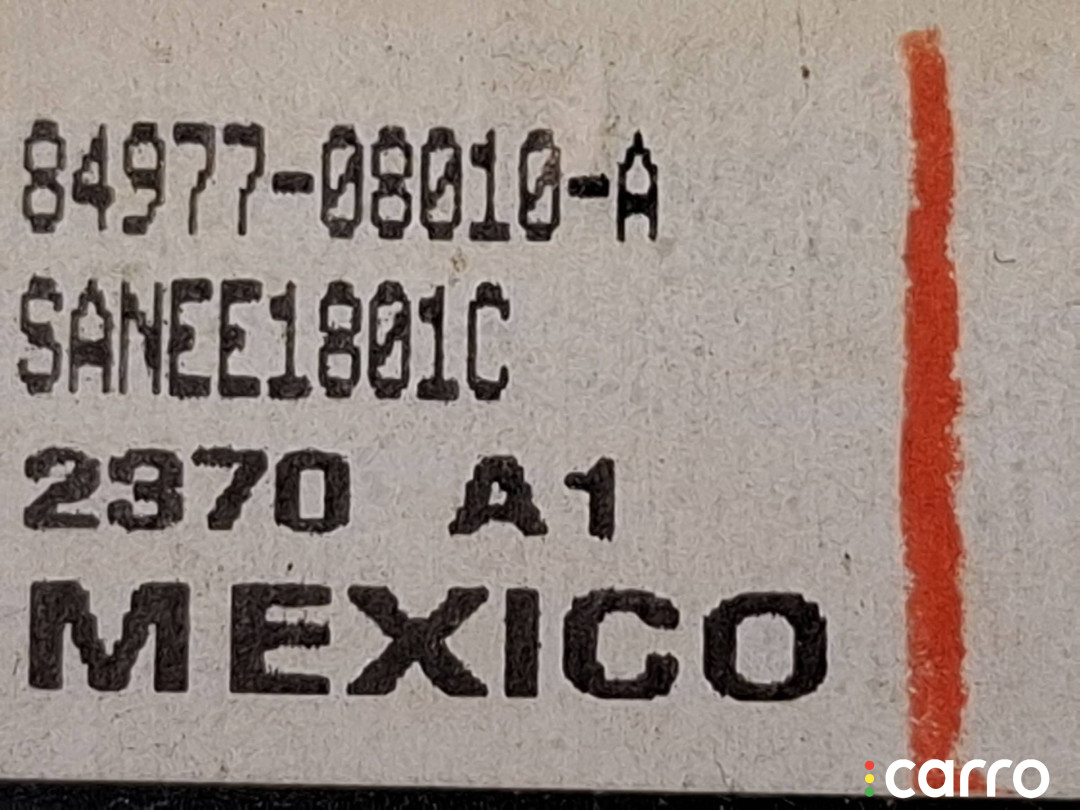 84977-08010-A
SANEE1801C
2370 A1
MEXICO
carro